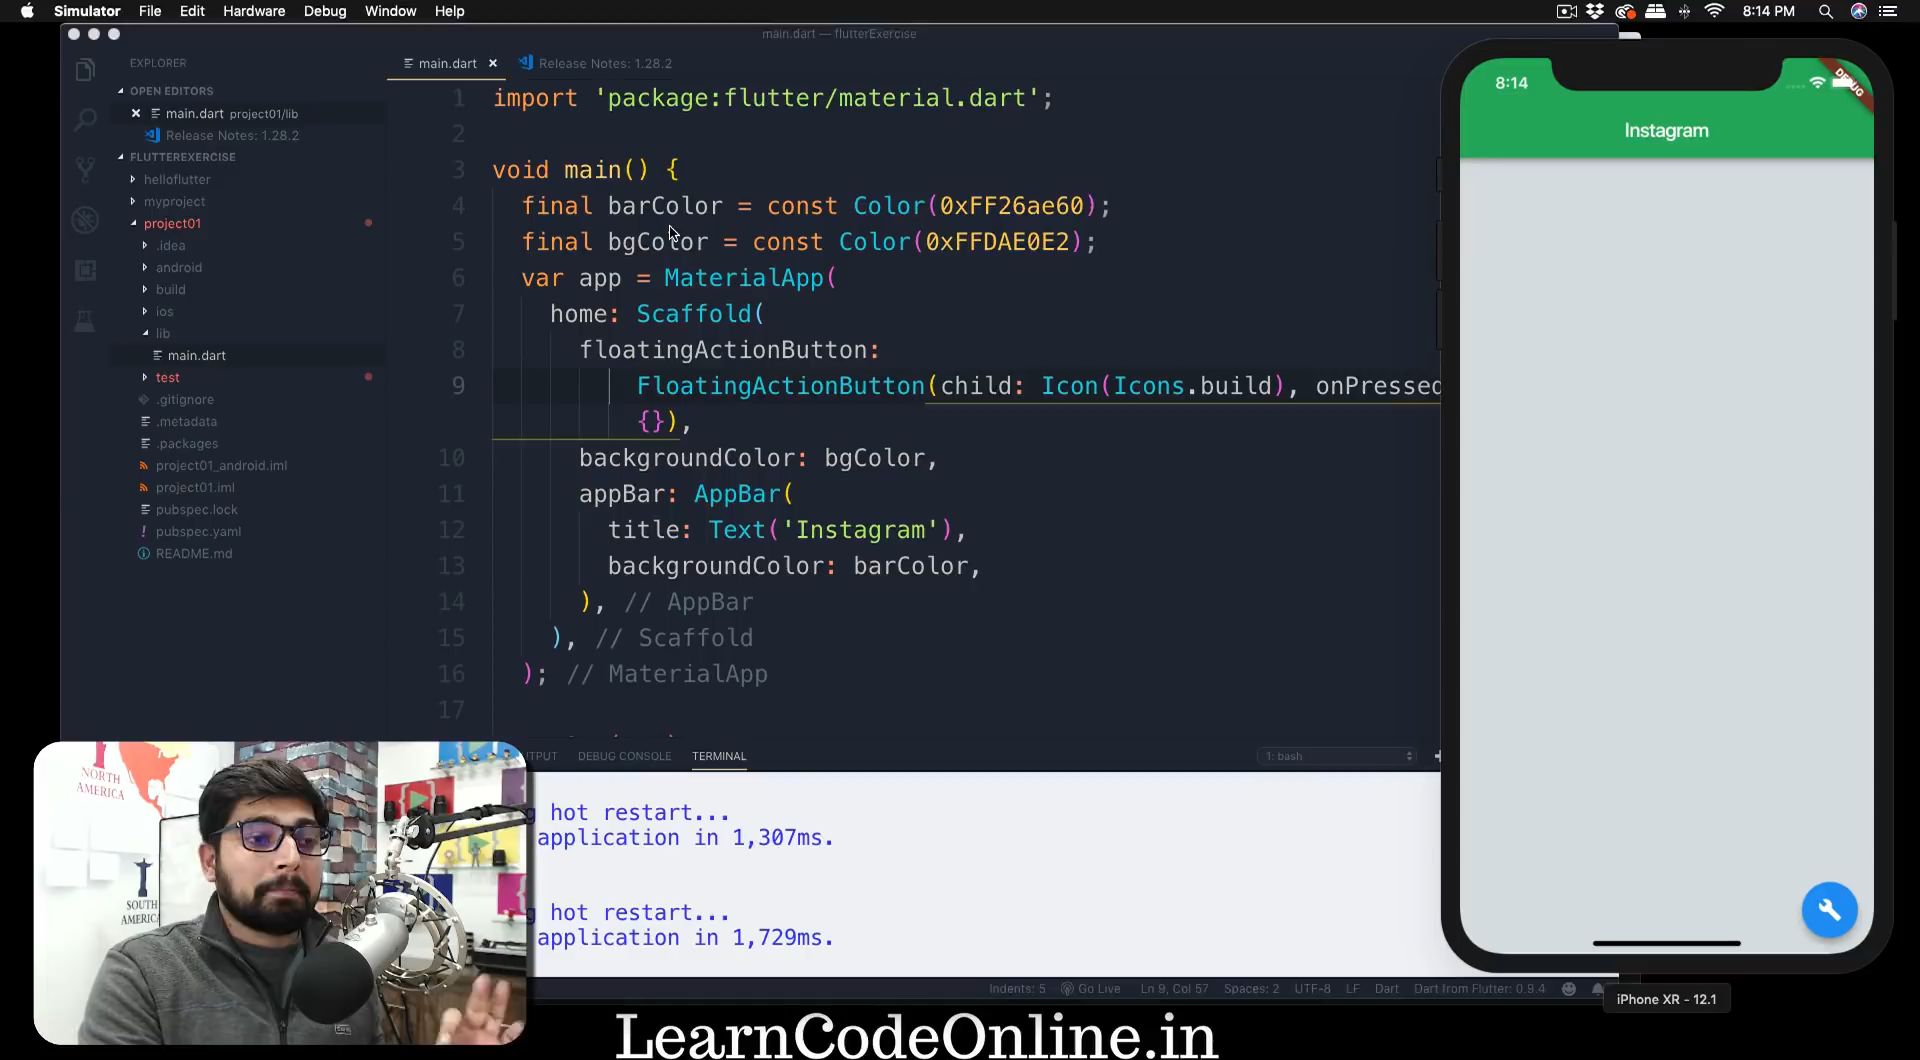 Simulator File Edit Hardware Debug Window Help
8:14 PM
main.dart — flutterExercise
EXPLORER
main.dart
Release Notes: 1.28.2
OPEN EDITORS
main.dart project01/lib
Release Notes: 1.28.2
FLUTTEREXERCISE
helloflutter
myproject
project01
.idea
android
build
ios
lib
main.dart
test
.gitignore
.metadata
.packages
project01_android.iml
project01.iml
pubspec.lock
pubspec.yaml
README.md
1 import 'package:flutter/material.dart';
2
3 void main() {
4 final barColor = const Color(0xFF26ae60);
5 final bgColor = const Color(0xFFDAE0E2);
6 var app = MaterialApp(
7 home: Scaffold(
8 floatingActionButton:
9 FloatingActionButton(child: Icon(Icons.build), onPressed
{}),
10 backgroundColor: bgColor,
11 appBar: AppBar(
12 title: Text('Instagram'),
13 backgroundColor: barColor,
14 ), // AppBar
15 ), // Scaffold
16 ); // MaterialApp
17
DEBUG CONSOLE TERMINAL
1: bash
hot restart...
application in 1,307ms.
hot restart...
application in 1,729ms.
Indents: 5 Go Live Ln 9, Col 57 Spaces: 2 UTF-8 LF Dart Dart from Flutter: 0.9.4
8:14
DEBUG
Instagram
iPhone XR - 12.1
NORTH
AMERICA
SOUTH
AMERICA
LearnCodeOnline.in